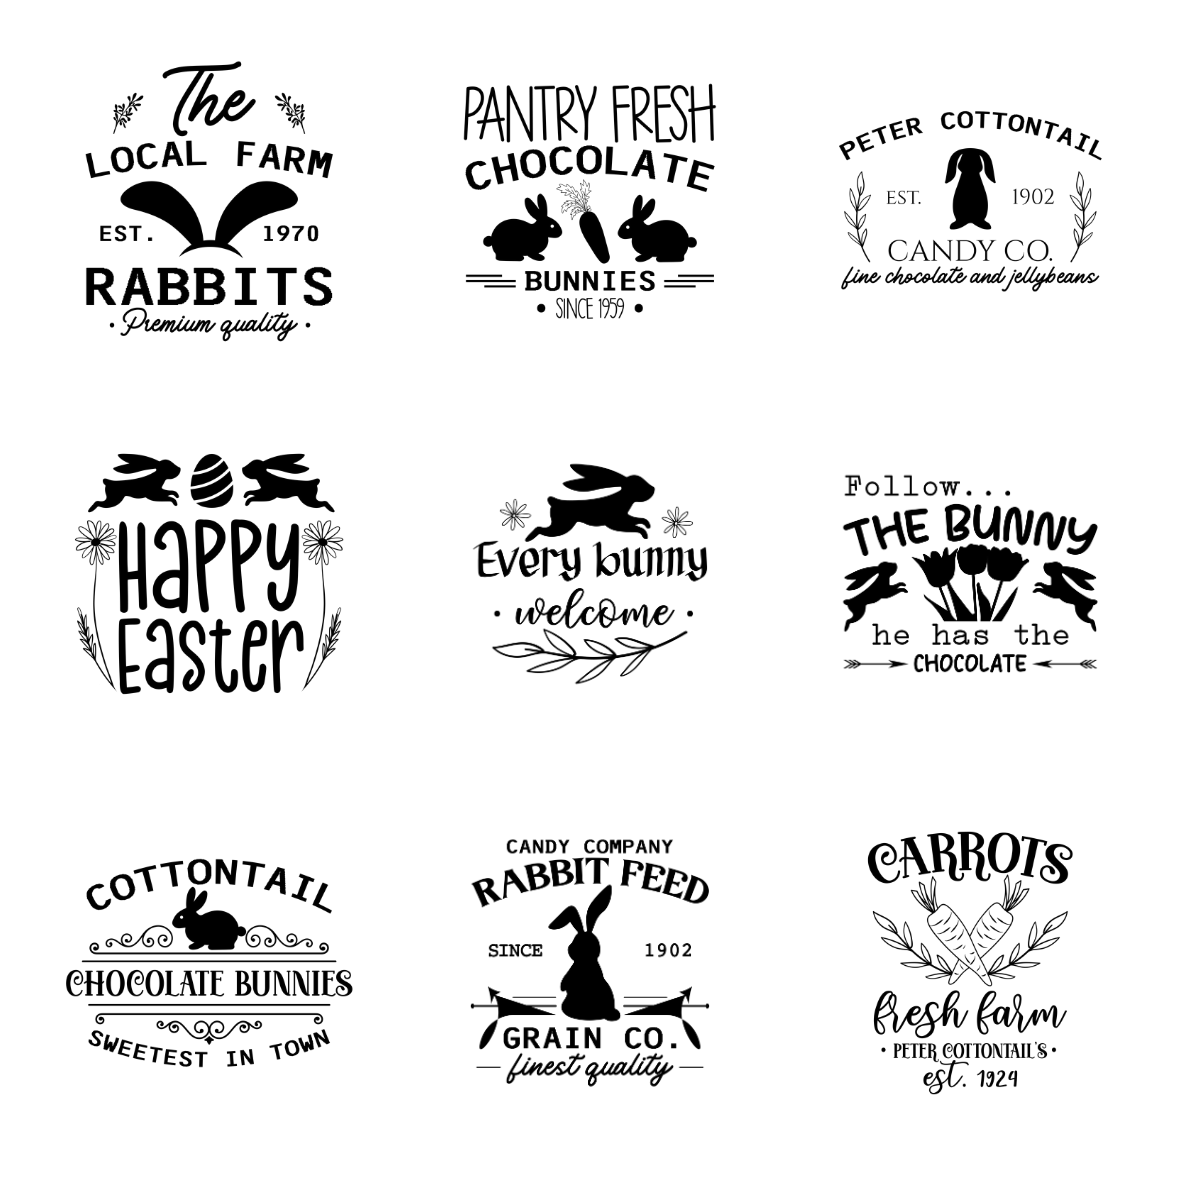 The
LOCAL FARM
EST. 1970
RABBITS
• Premium quality •
PANTRY FRESH
CHOCOLATE
BUNNIES
• SINCE 1959 •
PETER COTTONTAIL
EST. 1902
CANDY CO.
fine chocolate and jellybeans
Happy
Easter
Every bunny
• welcome •
Follow...
THE BUNNY
he has the
CHOCOLATE
COTTONTAIL
CHOCOLATE BUNNIES
SWEETEST IN TOWN
CANDY COMPANY
RABBIT FEED
SINCE 1902
GRAIN CO.
finest quality
CARROTS
fresh farm
• PETER COTTONTAIL'S •
est. 1924